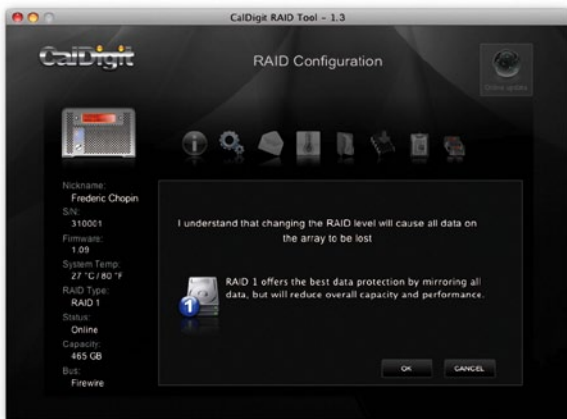 CalDigit RAID Tool - 1.3
CalDigit
RAID Configuration
Online update
Nickname:
Frederic Chopin
S/N:
310001
Firmware:
1.09
System Temp:
27 °C / 80 °F
RAID Type:
RAID 1
Status:
Online
Capacity:
465 GB
Bus:
Firewire
I understand that changing the RAID level will cause all data on
the array to be lost
1
RAID 1 offers the best data protection by mirroring all
data, but will reduce overall capacity and performance.
OK
CANCEL